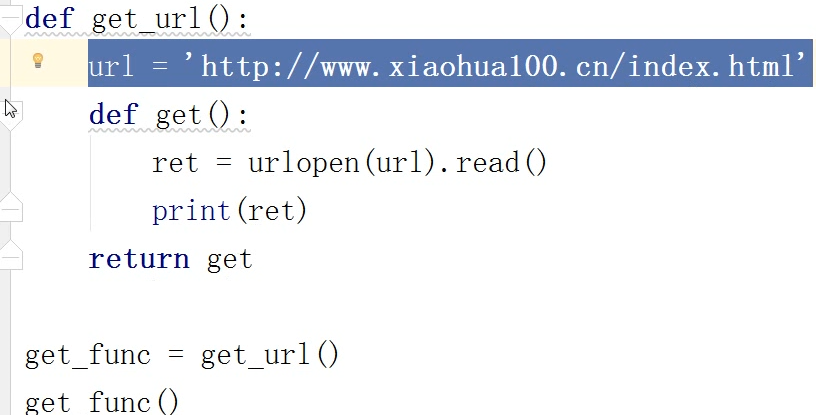 def get_url():
    url = 'http://www.xiaohua100.cn/index.html'
    def get():
        ret = urlopen(url).read()
        print(ret)
    return get
get_func = get_url()
get_func()